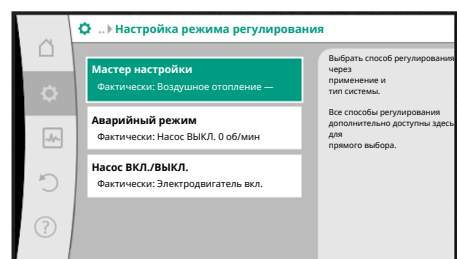 .. Настройка режима регулирования
Мастер настройки
Фактически: Воздушное отопление —
Аварийный режим
Фактически: Насос ВЫКЛ. 0 об/мин
Насос ВКЛ./ВЫКЛ.
Фактически: Электродвигатель вкл.
Выбрать способ регулирования
через
применение и
тип системы.
Все способы регулирования
дополнительно доступны здесь
для
прямого выбора.